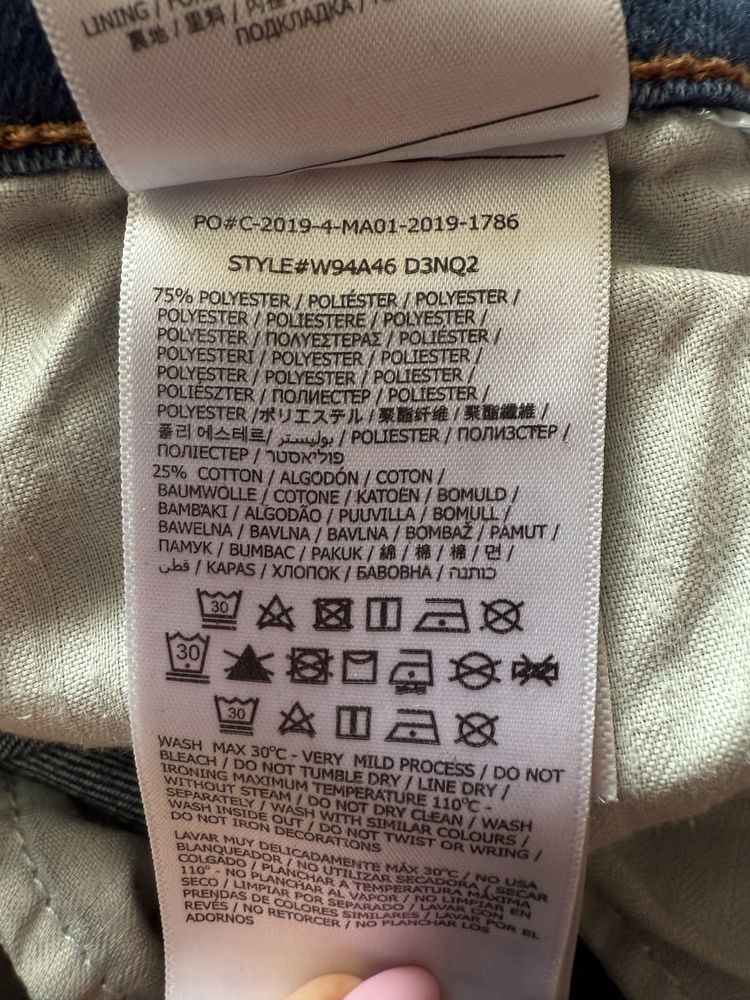 LINING /
裏地 / 里料 /
ПОДКЛАДКА /
PO#C-2019-4-MA01-2019-1786
STYLE#W94A46 D3NQ2
75% POLYESTER / POLIÉSTER / POLYESTER /
POLYESTER / POLIESTERE / POLYESTER /
POLYESTER / ΠΟΛΥΕΣΤΕΡΑΣ / POLIÉSTER /
POLYESTERI / POLYESTER / POLIESTER /
POLYESTER / POLYESTER / POLIESTER /
POLIÉSZTER / ПОЛИЕСТЕР / POLIESTER /
POLYESTER /ポリエステル / 聚酯纤维 / 聚酯纖維 /
폴리 에스테르/ بوليستر / POLIESTER / ПОЛИЭСТЕР /
ПОЛІЕСТЕР / פוליאסטר
25% COTTON / ALGODÓN / COTON /
BAUMWOLLE / COTONE / KATOEN / BOMULD /
BAMBAKI / ALGODÃO / PUUVILLA / BOMULL /
BAWELNA / BAVLNA / BAVLNA / BOMBAŽ / PAMUT /
ПАМУК / BUMBAC / PAKUK / 綿 / 棉 / 棉 / 면 /
قطن / KAPAS / ХЛОПОК / БАВОВНА / כותנה
30
30
30
WASH MAX 30°C - VERY MILD PROCESS / DO NOT
BLEACH / DO NOT TUMBLE DRY / LINE DRY /
IRONING MAXIMUM TEMPERATURE 110°C -
WITHOUT STEAM / DO NOT DRY CLEAN / WASH
SEPARATELY / WASH WITH SIMILAR COLOURS /
WASH INSIDE OUT / DO NOT TWIST OR WRING /
DO NOT IRON DECORATIONS
LAVAR MUY DELICADAMENTE MÁX 30°C / NO USA
BLANQUEADOR / NO UTILIZAR SECADORA / SECAR
COLGADO / PLANCHAR A TEMPERATURA MÁXIMA
110° - NO PLANCHAR AL VAPOR / NO LIMPIAR EN
SECO / LIMPIAR POR SEPARADO / LAVAR CON
PRENDAS DE COLORES SIMILARES / LAVAR POR EL
REVÉS / NO RETORCER / NO PLANCHAR LOS
ADORNOS